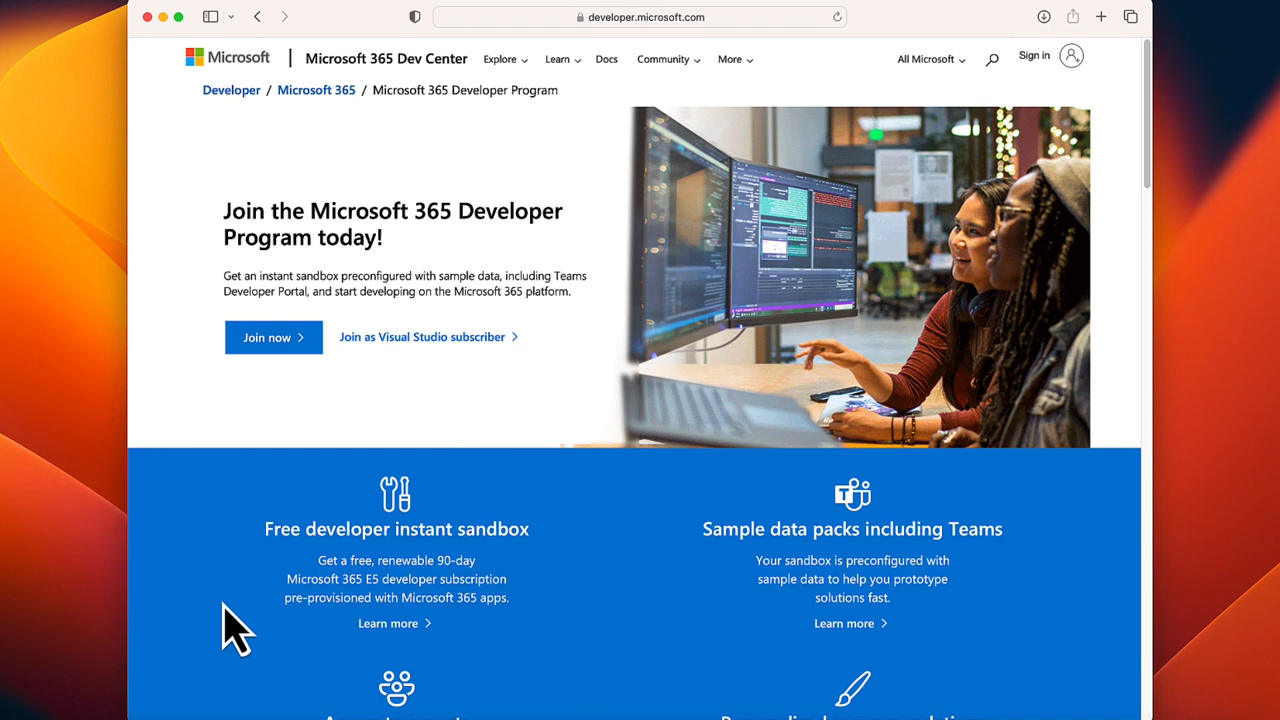 developer.microsoft.com
Microsoft
Microsoft 365 Dev Center
Explore
Learn
Docs
Community
More
All Microsoft
Sign in
Developer / Microsoft 365 / Microsoft 365 Developer Program
Join the Microsoft 365 Developer
Program today!
Get an instant sandbox preconfigured with sample data, including Teams
Developer Portal, and start developing on the Microsoft 365 platform.
Join now
Join as Visual Studio subscriber
Free developer instant sandbox
Get a free, renewable 90-day
Microsoft 365 E5 developer subscription
pre-provisioned with Microsoft 365 apps.
Learn more
T
Sample data packs including Teams
Your sandbox is preconfigured with
sample data to help you prototype
solutions fast.
Learn more